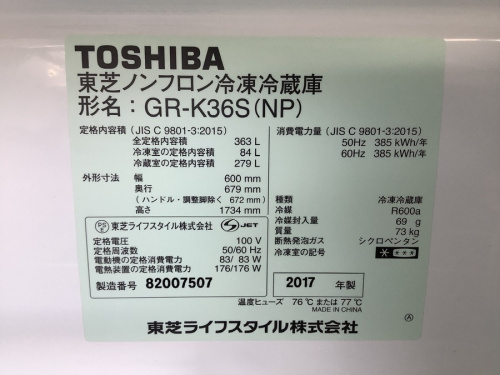 TOSHIBA
東芝ノンフロン冷凍冷蔵庫
形名：GR-K36S(NP)
定格内容積 (JIS C 9801-3:2015)
全定格内容積 363 L
冷凍室の定格内容積 84 L
冷蔵室の定格内容積 279 L
外形寸法 幅 600 mm
奥行 679 mm
(ハンドル・調整脚除く 672 mm)
高さ 1734 mm
PSE 東芝ライフスタイル株式会社 S JET
定格電圧 100 V
定格周波数 50/60 Hz
電動機の定格消費電力 83/ 83 W
電熱装置の定格消費電力 176/176 W
製造番号 82007507
消費電力量 (JIS C 9801-3:2015)
50Hz 385 kWh/年
60Hz 385 kWh/年
種類 冷凍冷蔵庫
冷媒 R600a
冷媒封入量 69 g
質量 73 kg
断熱発泡ガス シクロペンタン
冷凍室の記号
2017 年製
温度ヒューズ 76℃ または 77℃
MADE IN CHINA
東芝ライフスタイル株式会社
Ⓐ